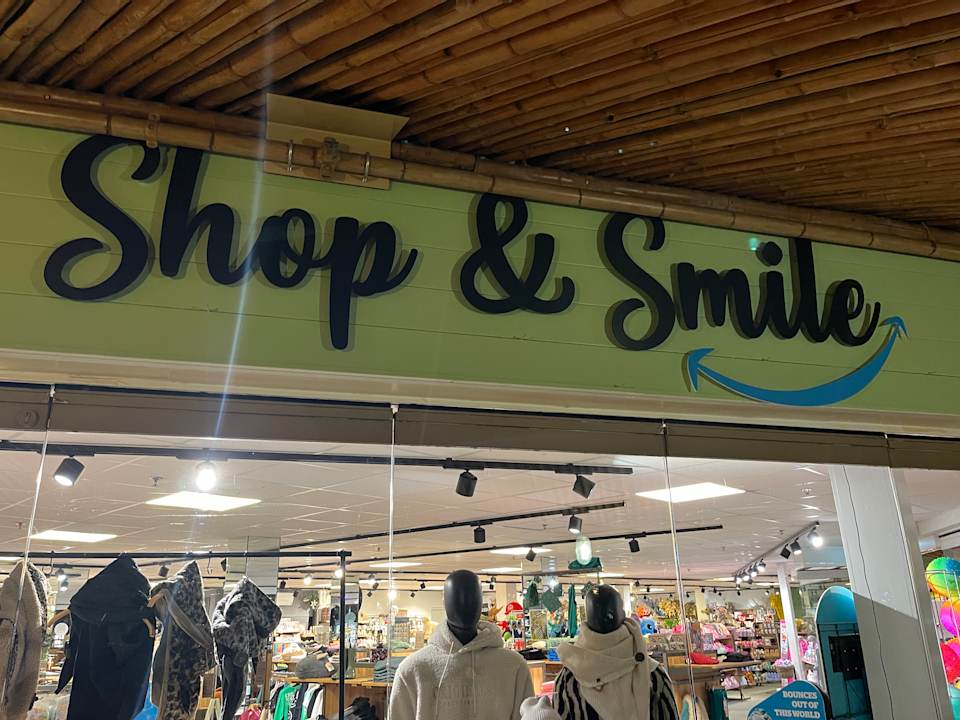 Shop & Smile
BOUNCES
OUT OF
THIS WORLD